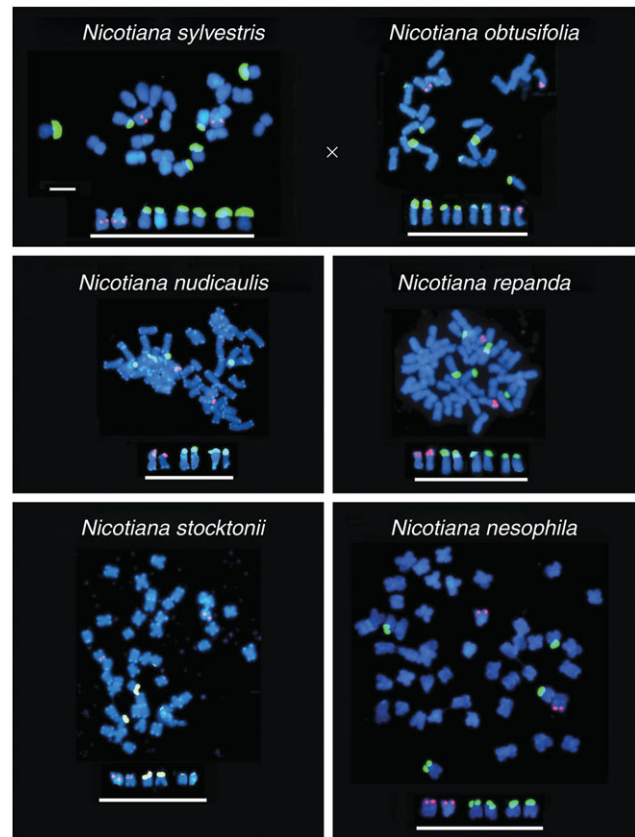 Nicotiana sylvestris
Nicotiana obtusifolia
×
Nicotiana nudicaulis
Nicotiana repanda
Nicotiana stocktonii
Nicotiana nesophila